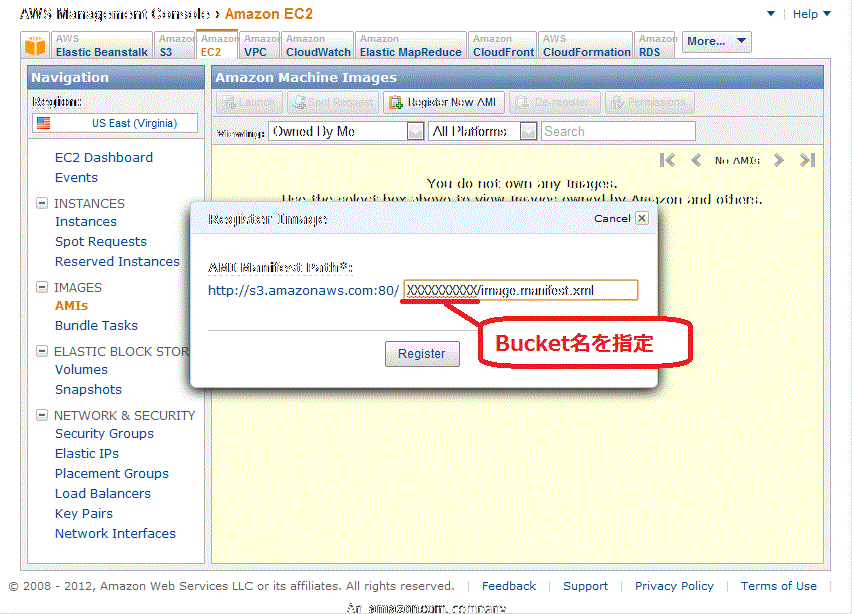 AWS Management Console › Amazon EC2
Help
AWS Elastic Beanstalk
Amazon S3
Amazon EC2
Amazon VPC
Amazon CloudWatch
Amazon Elastic MapReduce
Amazon CloudFront
AWS CloudFormation
Amazon RDS
More...
Navigation
Region:
US East (Virginia)
EC2 Dashboard
Events
INSTANCES
Instances
Spot Requests
Reserved Instances
IMAGES
AMIs
Bundle Tasks
ELASTIC BLOCK STOR
Volumes
Snapshots
NETWORK & SECURITY
Security Groups
Elastic IPs
Placement Groups
Load Balancers
Key Pairs
Network Interfaces
Amazon Machine Images
Launch
Spot Request
Register New AMI
De-register
Permissions
Viewing:
Owned By Me
All Platforms
Search
No AMIs
You do not own any Images.
Use the select box above to view Images owned by Amazon and others.
Register Image
Cancel
AMI Manifest Path*:
http://s3.amazonaws.com:80/
XXXXXXXXXX/image.manifest.xml
Bucket名を指定
Register
© 2008 - 2012, Amazon Web Services LLC or its affiliates. All rights reserved.
Feedback
Support
Privacy Policy
Terms of Use
An amazon.com. company